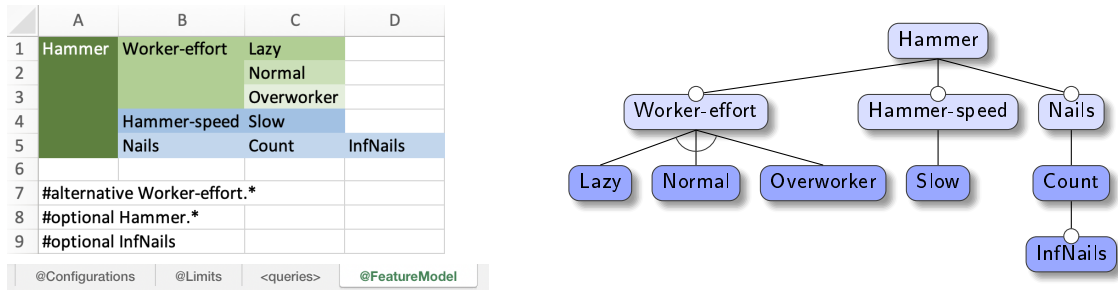 A B C D
1 Hammer Worker-effort Lazy
2 Normal
3 Overworker
4 Hammer-speed Slow
5 Nails Count InfNails
6
7 #alternative Worker-effort.*
8 #optional Hammer.*
9 #optional InfNails
@Configurations @Limits <queries> @FeatureModel
Hammer
Worker-effort Hammer-speed Nails
Lazy Normal Overworker Slow Count
InfNails